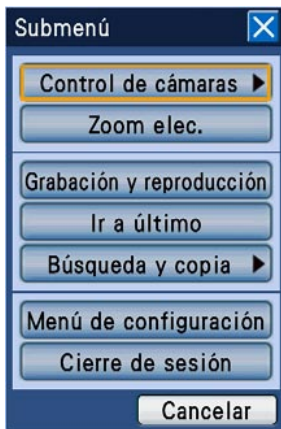 Submenú
Control de cámaras
Zoom elec.
Grabación y reproducción
Ir a último
Búsqueda y copia
Menú de configuración
Cierre de sesión
Cancelar